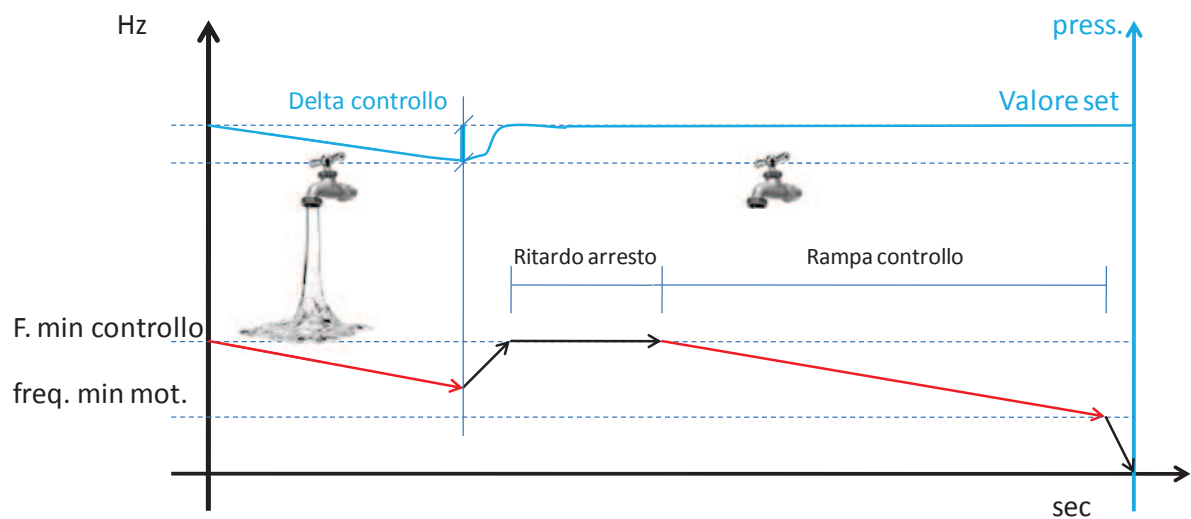 Hz
press.
Delta controllo
Valore set
Ritardo arresto
Rampa controllo
F. min controllo
freq. min mot.
sec